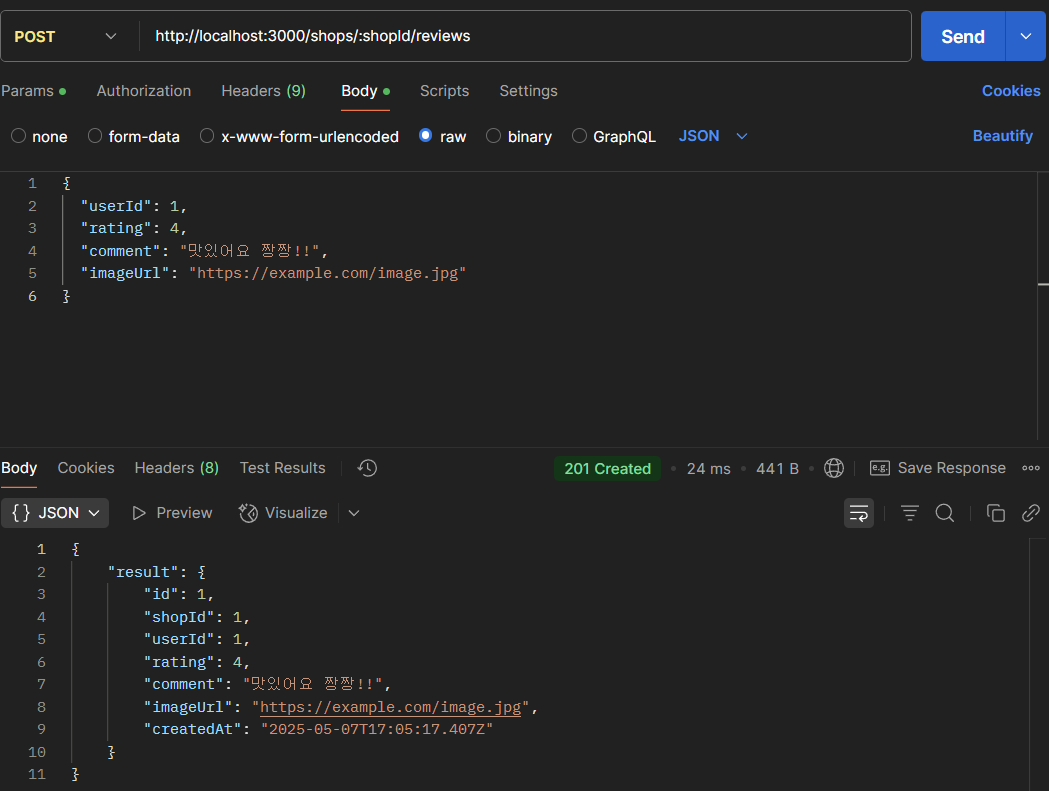 POST http://localhost:3000/shops/:shopId/reviews Send
Params Authorization Headers (9) Body Scripts Settings Cookies
none form-data x-www-form-urlencoded raw binary GraphQL JSON Beautify
1 {
2 "userId": 1,
3 "rating": 4,
4 "comment": "맛있어요 짱짱!!",
5 "imageUrl": "https://example.com/image.jpg"
6 }
Body Cookies Headers (8) Test Results 201 Created • 24 ms • 441 B • e.g. Save Response
{} JSON Preview Visualize
1 {
2 "result": {
3 "id": 1,
4 "shopId": 1,
5 "userId": 1,
6 "rating": 4,
7 "comment": "맛있어요 짱짱!!",
8 "imageUrl": "https://example.com/image.jpg",
9 "createdAt": "2025-05-07T17:05:17.407Z"
10 }
11 }